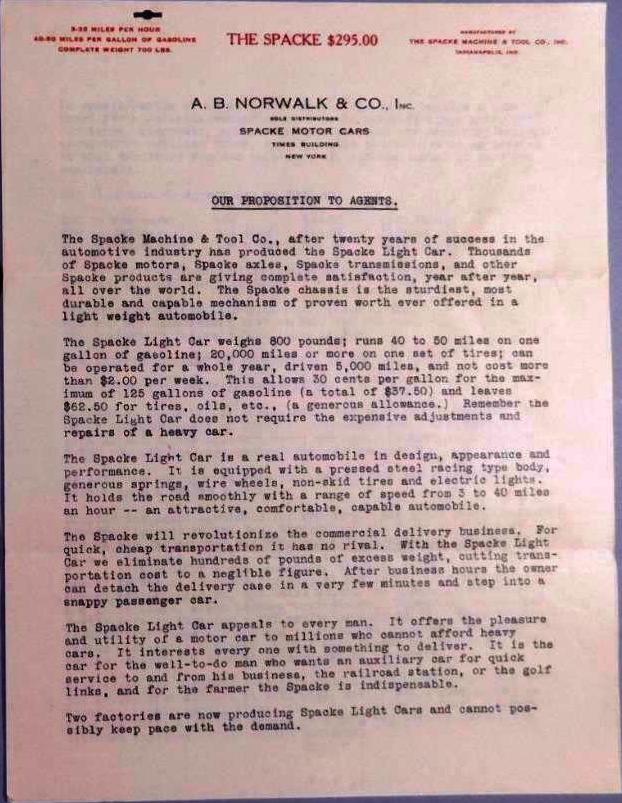 3-35 MILES PER HOUR
40-50 MILES PER GALLON OF GASOLINE
COMPLETE WEIGHT 700 LBS.
THE SPACKE $295.00
MANUFACTURED BY
THE SPACKE MACHINE & TOOL CO., INC.
INDIANAPOLIS, IND.
A. B. NORWALK & CO., INC.
SOLE DISTRIBUTORS
SPACKE MOTOR CARS
TIMES BUILDING
NEW YORK
OUR PROPOSITION TO AGENTS.
The Spacke Machine & Tool Co., after twenty years of success in the
automotive industry has produced the Spacke Light Car. Thousands
of Spacke motors, Spacke axles, Spacke transmissions, and other
Spacke products are giving complete satisfaction, year after year,
all over the world. The Spacke chassis is the sturdiest, most
durable and capable mechanism of proven worth ever offered in a
light weight automobile.
The Spacke Light Car weighs 800 pounds; runs 40 to 50 miles on one
gallon of gasoline; 20,000 miles or more on one set of tires; can
be operated for a whole year, driven 5,000 miles, and not cost more
than $2.00 per week. This allows 30 cents per gallon for the max-
imum of 125 gallons of gasoline (a total of $37.50) and leaves
$62.50 for tires, oils, etc., (a generous allowance.) Remember the
Spacke Light Car does not require the expensive adjustments and
repairs of a heavy car.
The Spacke Light Car is a real automobile in design, appearance and
performance. It is equipped with a pressed steel racing type body,
generous springs, wire wheels, non-skid tires and electric lights.
It holds the road smoothly with a range of speed from 3 to 40 miles
an hour -- an attractive, comfortable, capable automobile.
The Spacke will revolutionize the commercial delivery business. For
quick, cheap transportation it has no rival. With the Spacke Light
Car we eliminate hundreds of pounds of excess weight, cutting trans-
portation cost to a neglible figure. After business hours the owner
can detach the delivery case in a very few minutes and step into a
snappy passenger car.
The Spacke Light Car appeals to every man. It offers the pleasure
and utility of a motor car to millions who cannot afford heavy
cars. It interests every one with something to deliver. It is the
car for the well-to-do man who wants an auxiliary car for quick
service to and from his business, the railroad station, or the golf
links, and for the farmer the Spacke is indispensable.
Two factories are now producing Spacke Light Cars and cannot pos-
sibly keep pace with the demand.